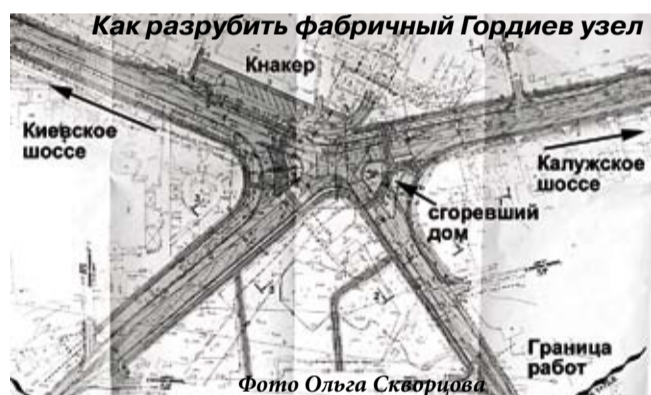 Как разрубить фабричный Гордиев узел
Кнакер
Киевское
шоссе
Калужское
шоссе
сгоревший
дом
Граница
работ
Фото Ольга Скворцова